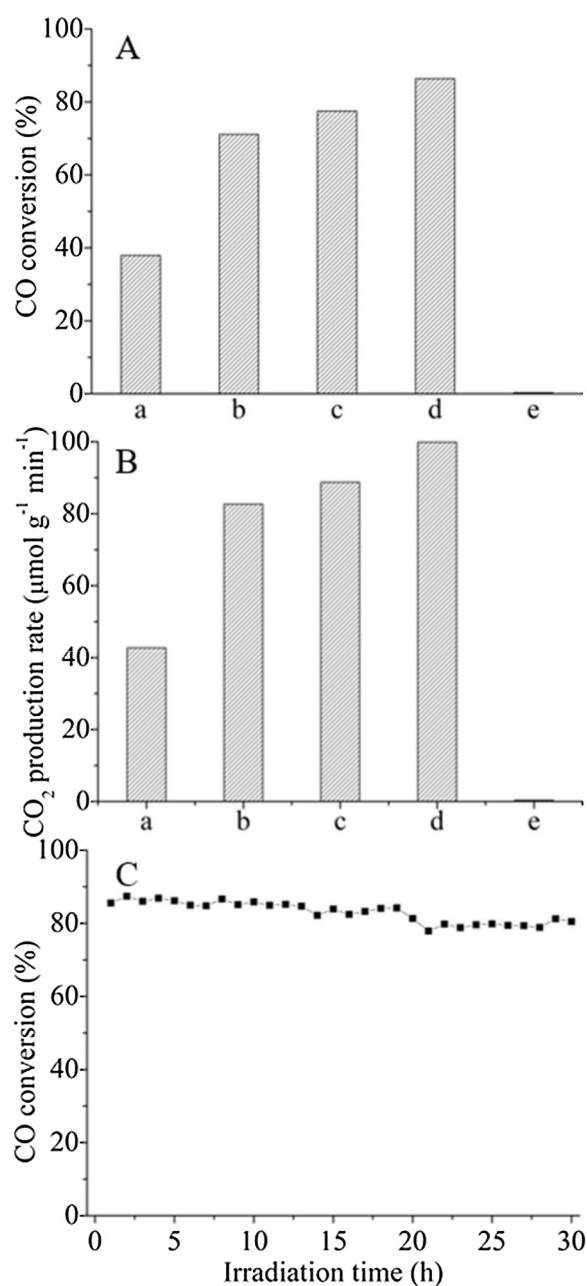 A
CO conversion (%)
100
80
60
40
20
0
a b c d e
B
CO₂ production rate (μmol g⁻¹ min⁻¹)
100
80
60
40
20
0
a b c d e
C
CO conversion (%)
100
80
60
40
20
0
0 5 10 15 20 25 30
Irradiation time (h)